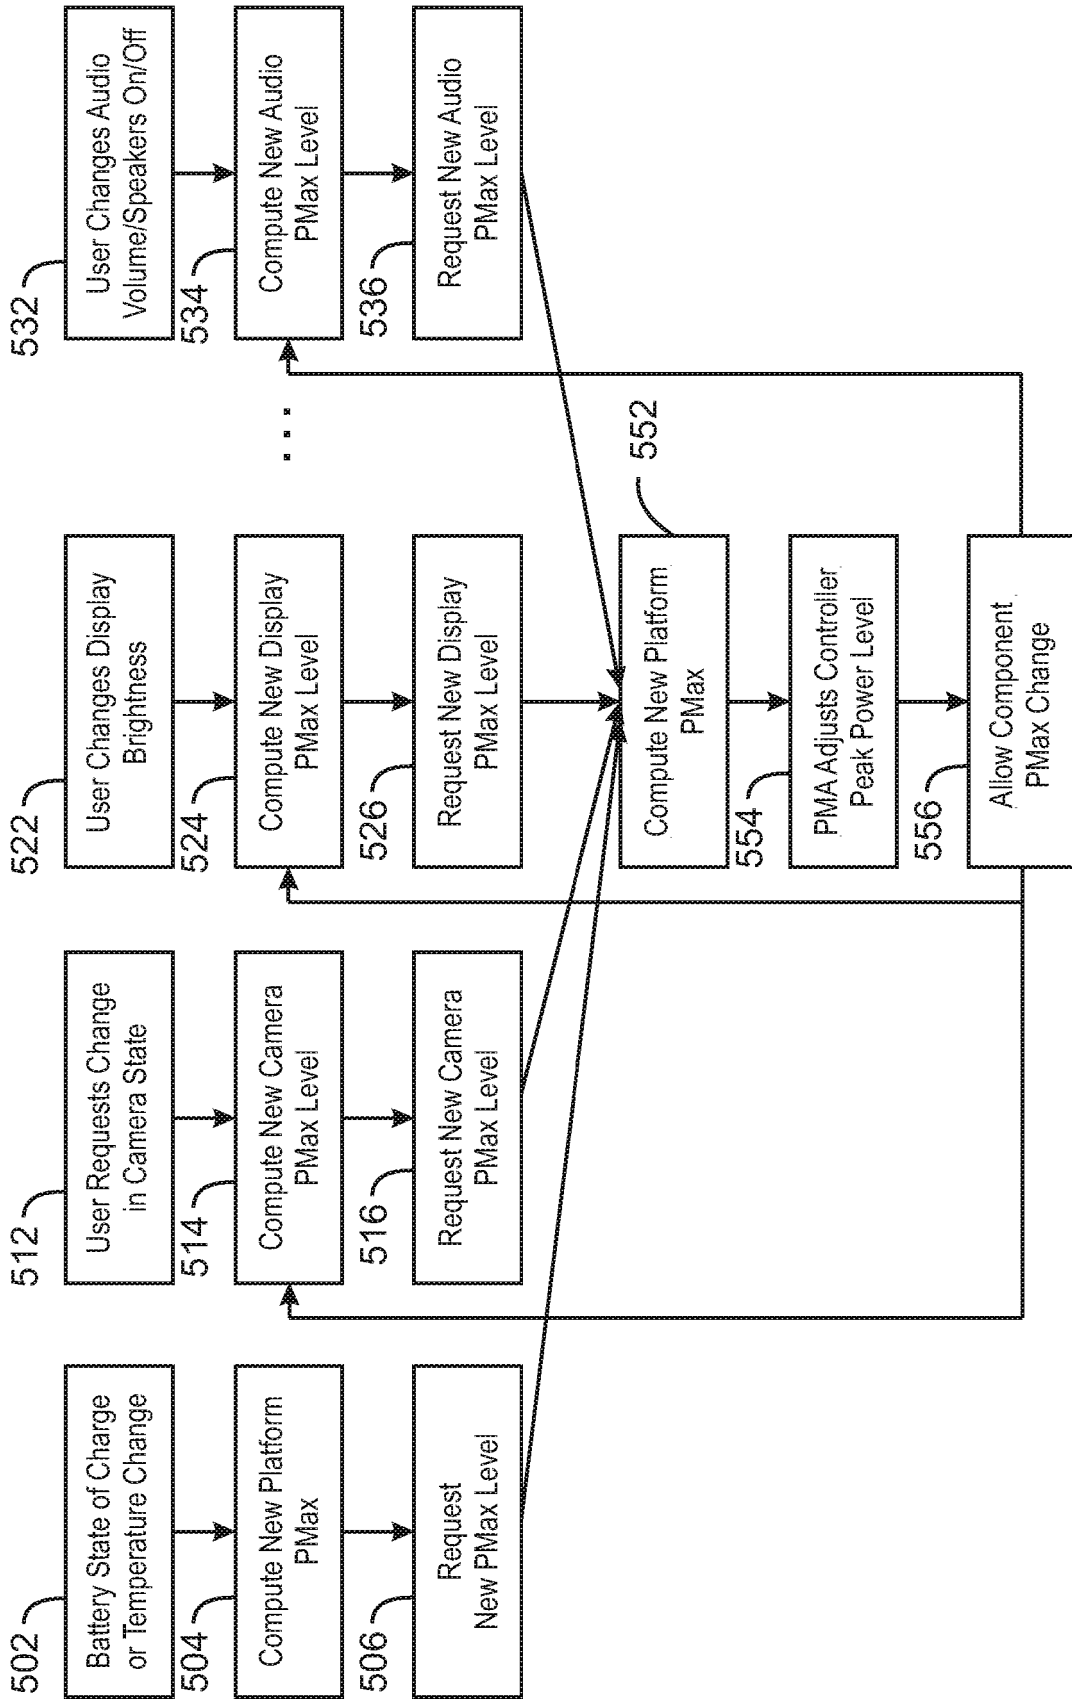 502
Battery State of Charge
or Temperature Change
504
Compute New Platform
PMax
506
Request
New PMax Level
512
User Requests Change
in Camera State
514
Compute New Camera
PMax Level
516
Request New Camera
PMax Level
522
User Changes Display
Brightness
524
Compute New Display
PMax Level
526
Request New Display
PMax Level
...
532
User Changes Audio
Volume/Speakers On/Off
534
Compute New Audio
PMax Level
536
Request New Audio
PMax Level
552
Compute New Platform
PMax
554
PMA Adjusts Controller
Peak Power Level
556
Allow Component
PMax Change